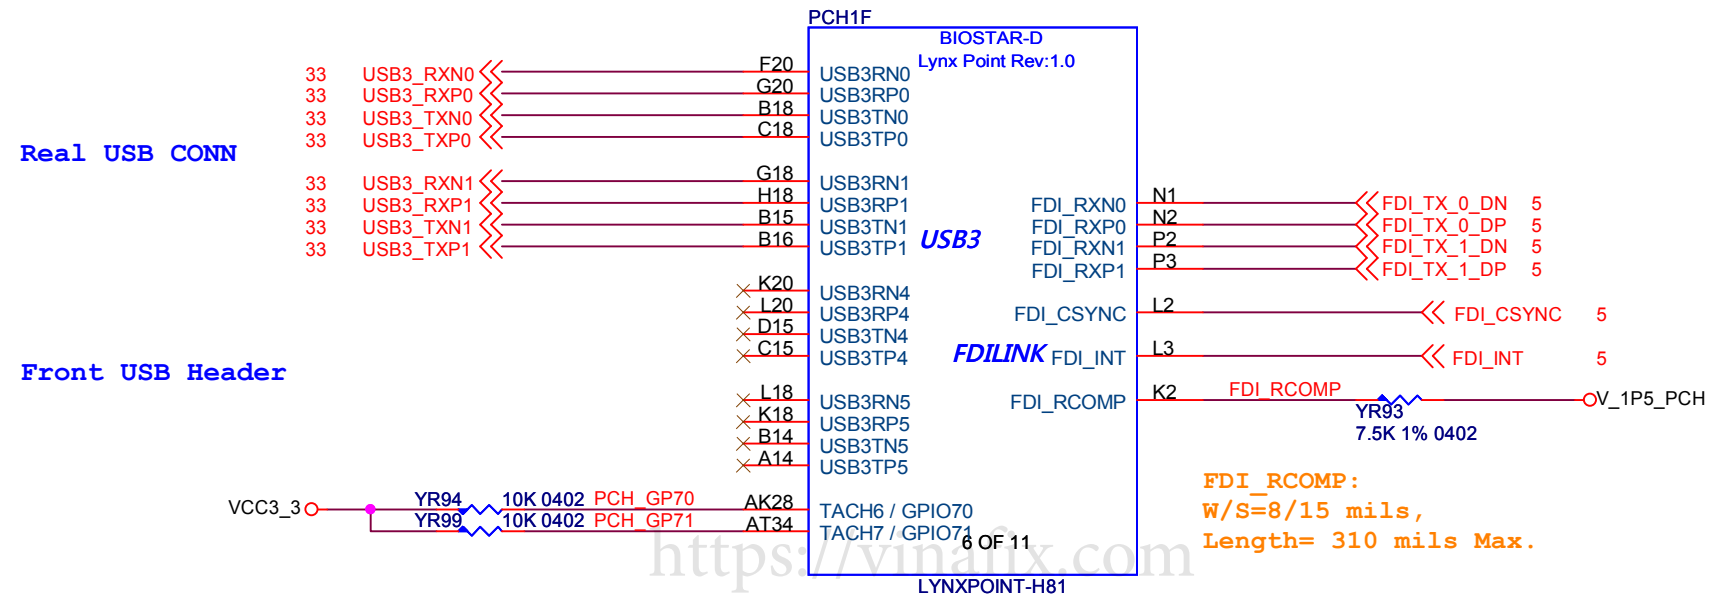 PCH1F
BIOSTAR-D
Lynx Point Rev:1.0
33 USB3_RXN0 F20 USB3RN0
33 USB3_RXP0 G20 USB3RP0
33 USB3_TXN0 B18 USB3TN0
33 USB3_TXP0 C18 USB3TP0
Real USB CONN
33 USB3_RXN1 G18 USB3RN1
33 USB3_RXP1 H18 USB3RP1 FDI_RXN0 N1 FDI_TX_0_DN 5
33 USB3_TXN1 B15 USB3TN1 FDI_RXP0 N2 FDI_TX_0_DP 5
33 USB3_TXP1 B16 USB3TP1 USB3 FDI_RXN1 P2 FDI_TX_1_DN 5
FDI_RXP1 P3 FDI_TX_1_DP 5
K20 USB3RN4
L20 USB3RP4 FDI_CSYNC L2 FDI_CSYNC 5
D15 USB3TN4
C15 USB3TP4 FDILINK FDI_INT L3 FDI_INT 5
Front USB Header
L18 USB3RN5 FDI_RCOMP K2 FDI_RCOMP V_1P5_PCH
K18 USB3RP5 YR93
B14 USB3TN5 7.5K 1% 0402
A14 USB3TP5
FDI_RCOMP:
W/S=8/15 mils,
Length= 310 mils Max.
VCC3_3 YR94 10K 0402 PCH_GP70 AK28 TACH6 / GPIO70
YR99 10K 0402 PCH_GP71 AT34 TACH7 / GPIO71
6 OF 11
https://vinafix.com
LYNXPOINT-H81